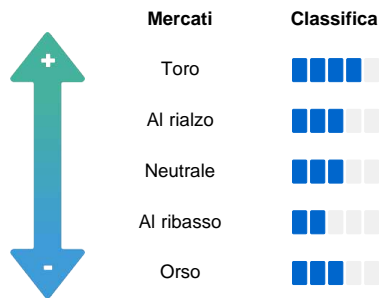 Mercati Classifica
+
Toro
Al rialzo
Neutrale
Al ribasso
-
Orso